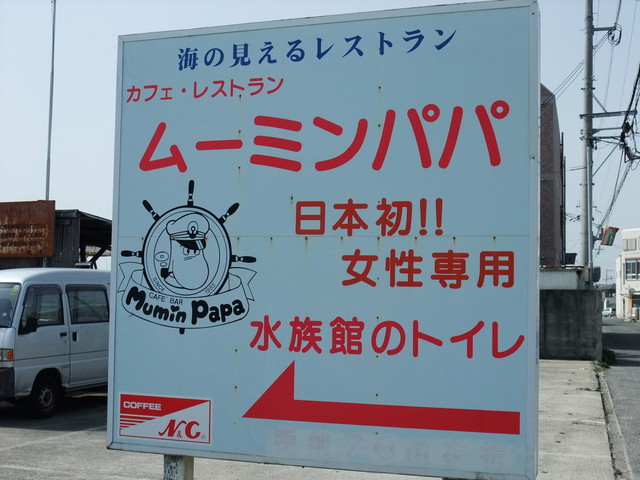 海の見えるレストラン
カフェ・レストラン
ムーミンパパ
日本初!!
女性専用
CAFE BAR
Mumin Papa
水族館のトイレ
COFFEE
N&C